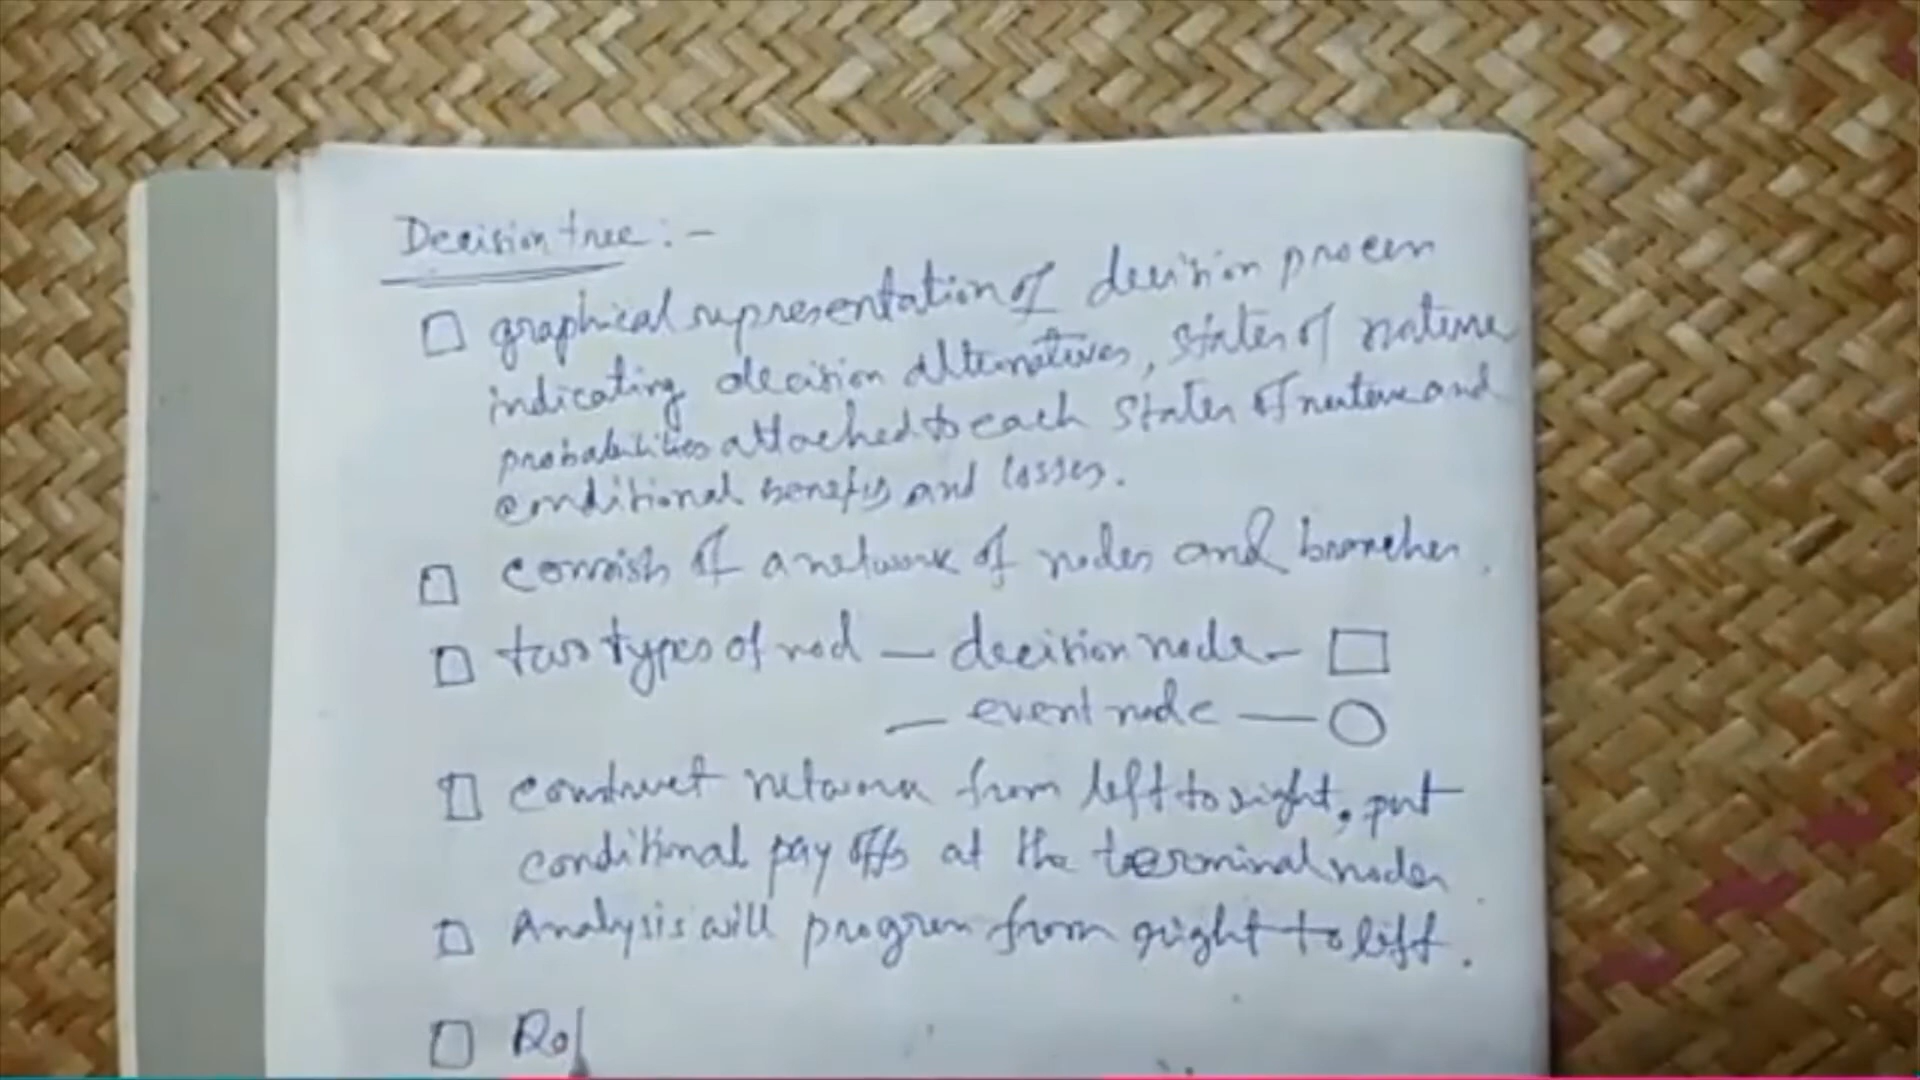 Decision tree:-
□ graphical representation of decision process
indicating decision alternatives, states of nature
probabilities attached to each states of nature and
conditional benefits and losses.
□ consists of a network of nodes and branches.
□ two types of nod — decision node - □
— event node — ○
□ construct network from left to right, put
conditional pay offs at the terminal nodes
□ Analysis will progress from right to left.
□ Rol